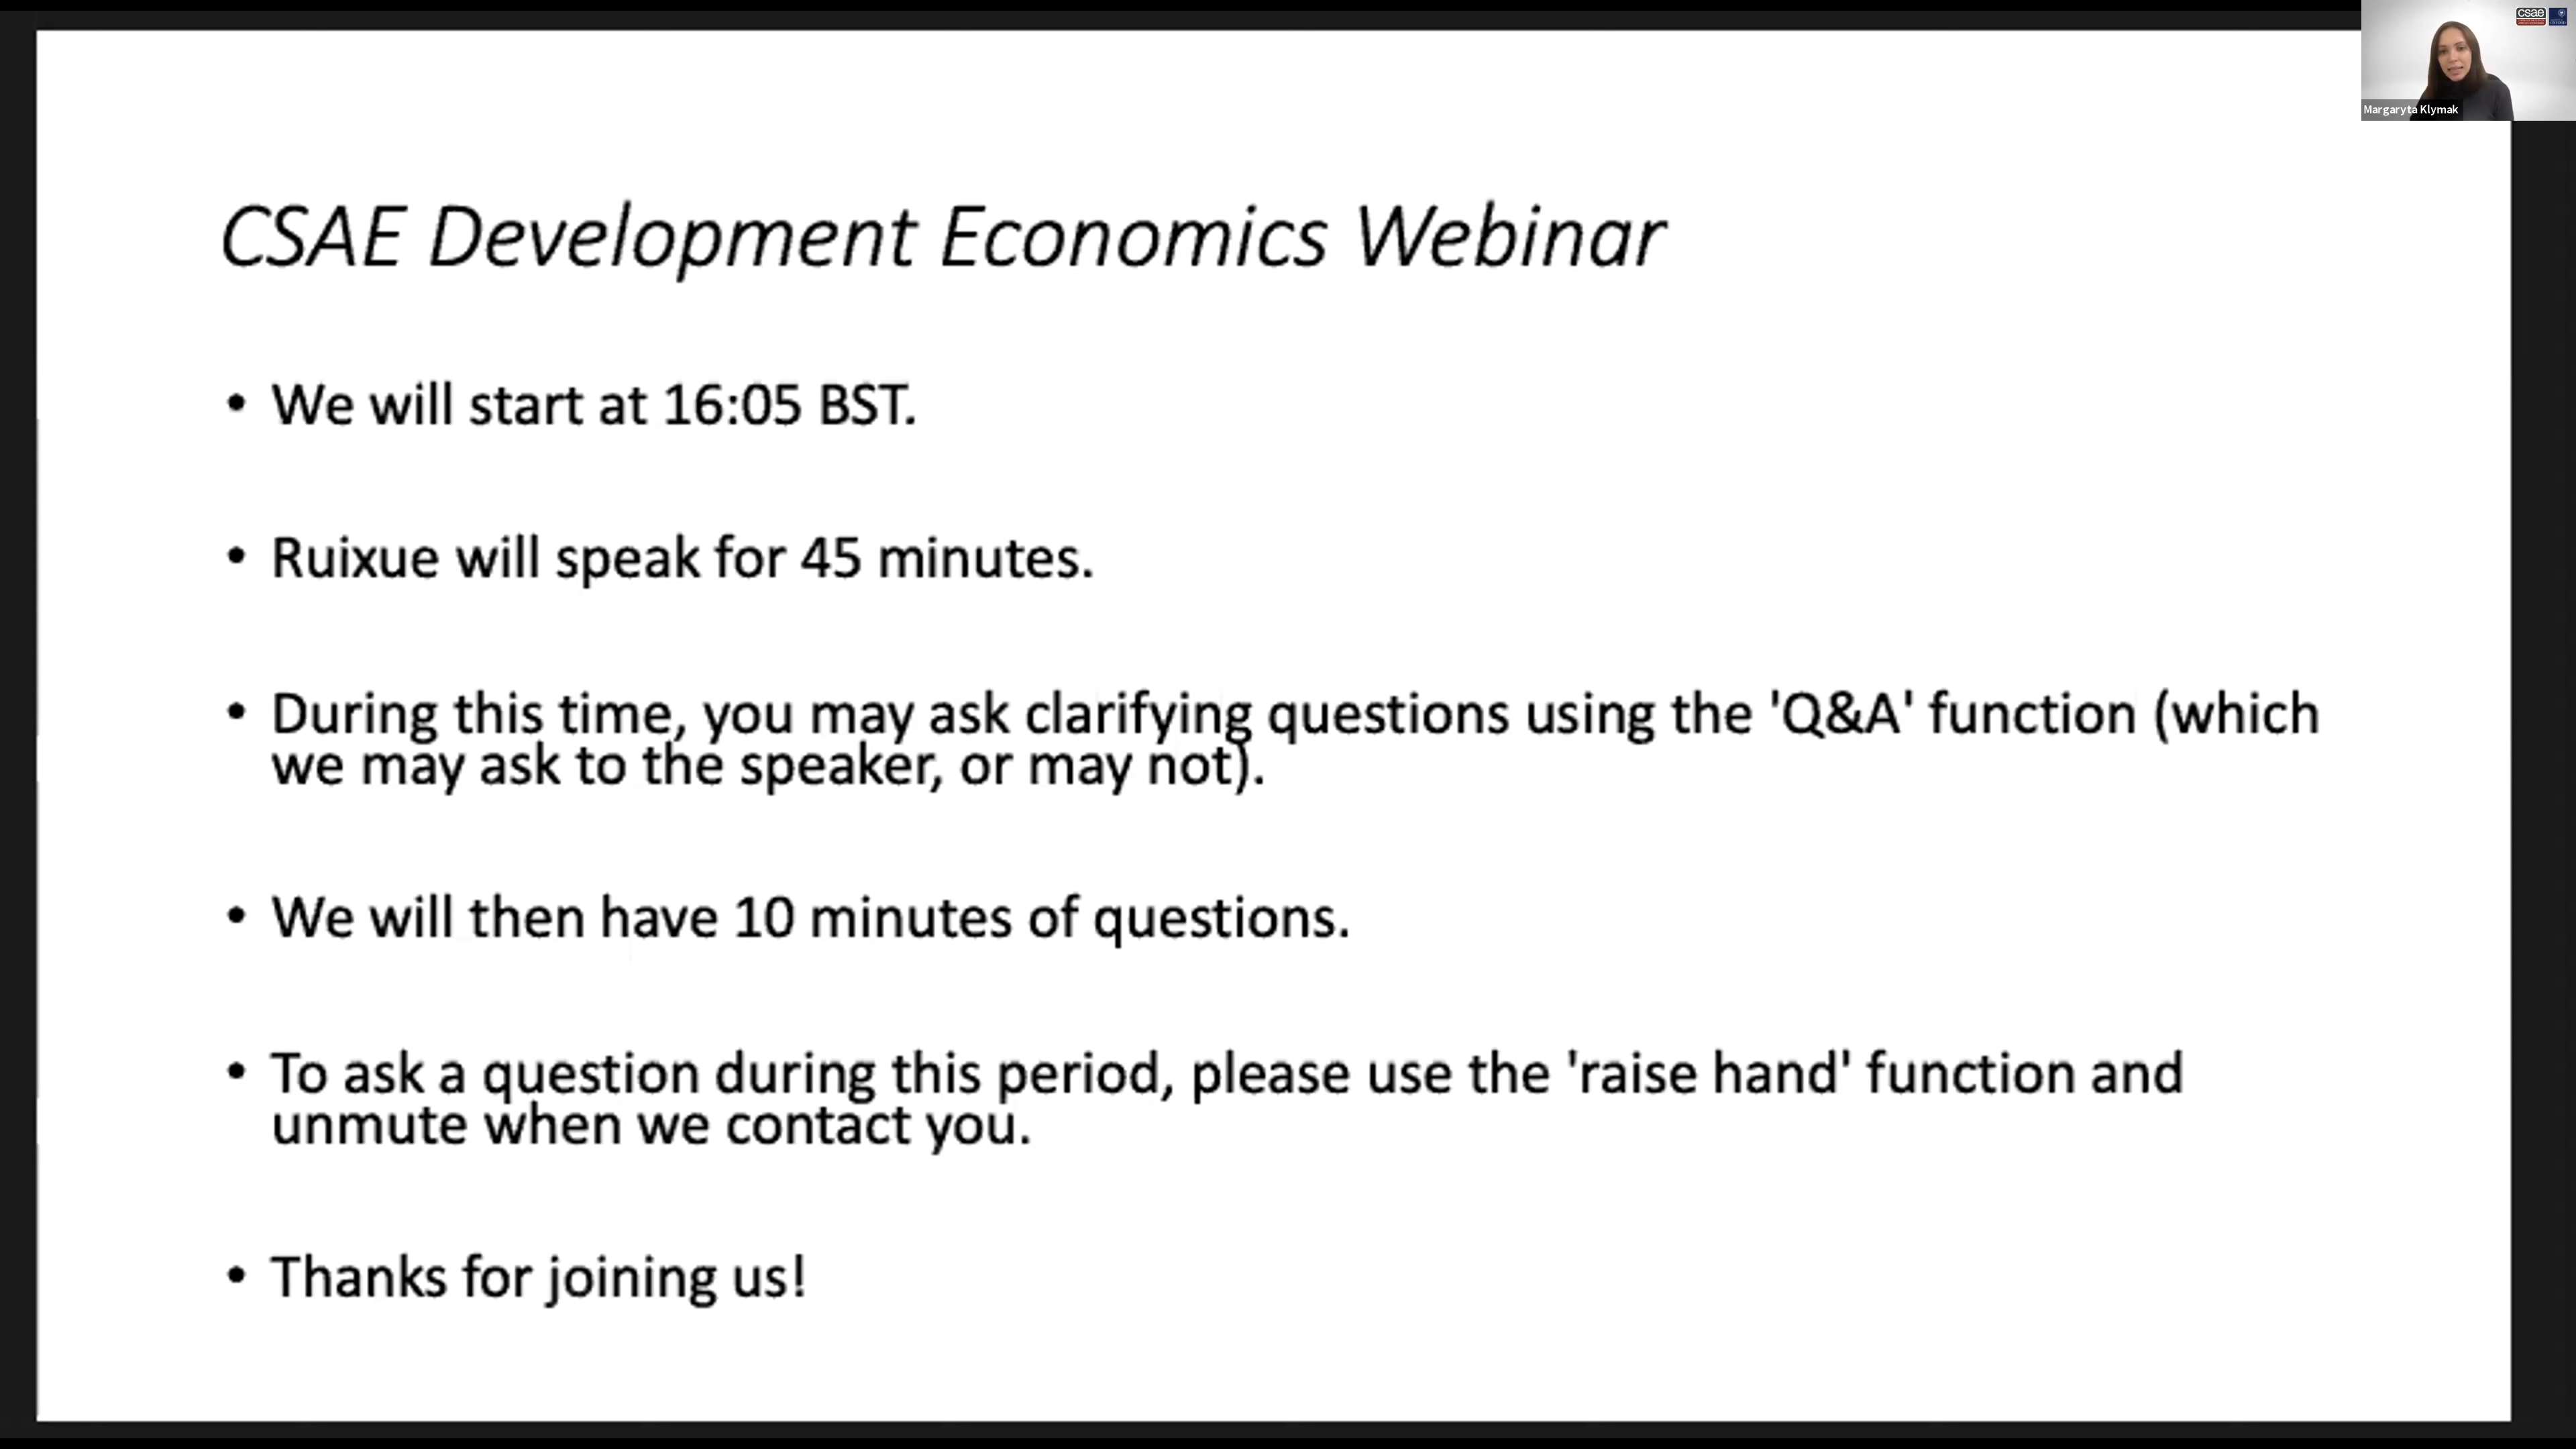 csae
Margaryta Klymak
CSAE Development Economics Webinar
• We will start at 16:05 BST.
• Ruixue will speak for 45 minutes.
• During this time, you may ask clarifying questions using the 'Q&A' function (which
we may ask to the speaker, or may not).
• We will then have 10 minutes of questions.
• To ask a question during this period, please use the 'raise hand' function and
unmute when we contact you.
• Thanks for joining us!